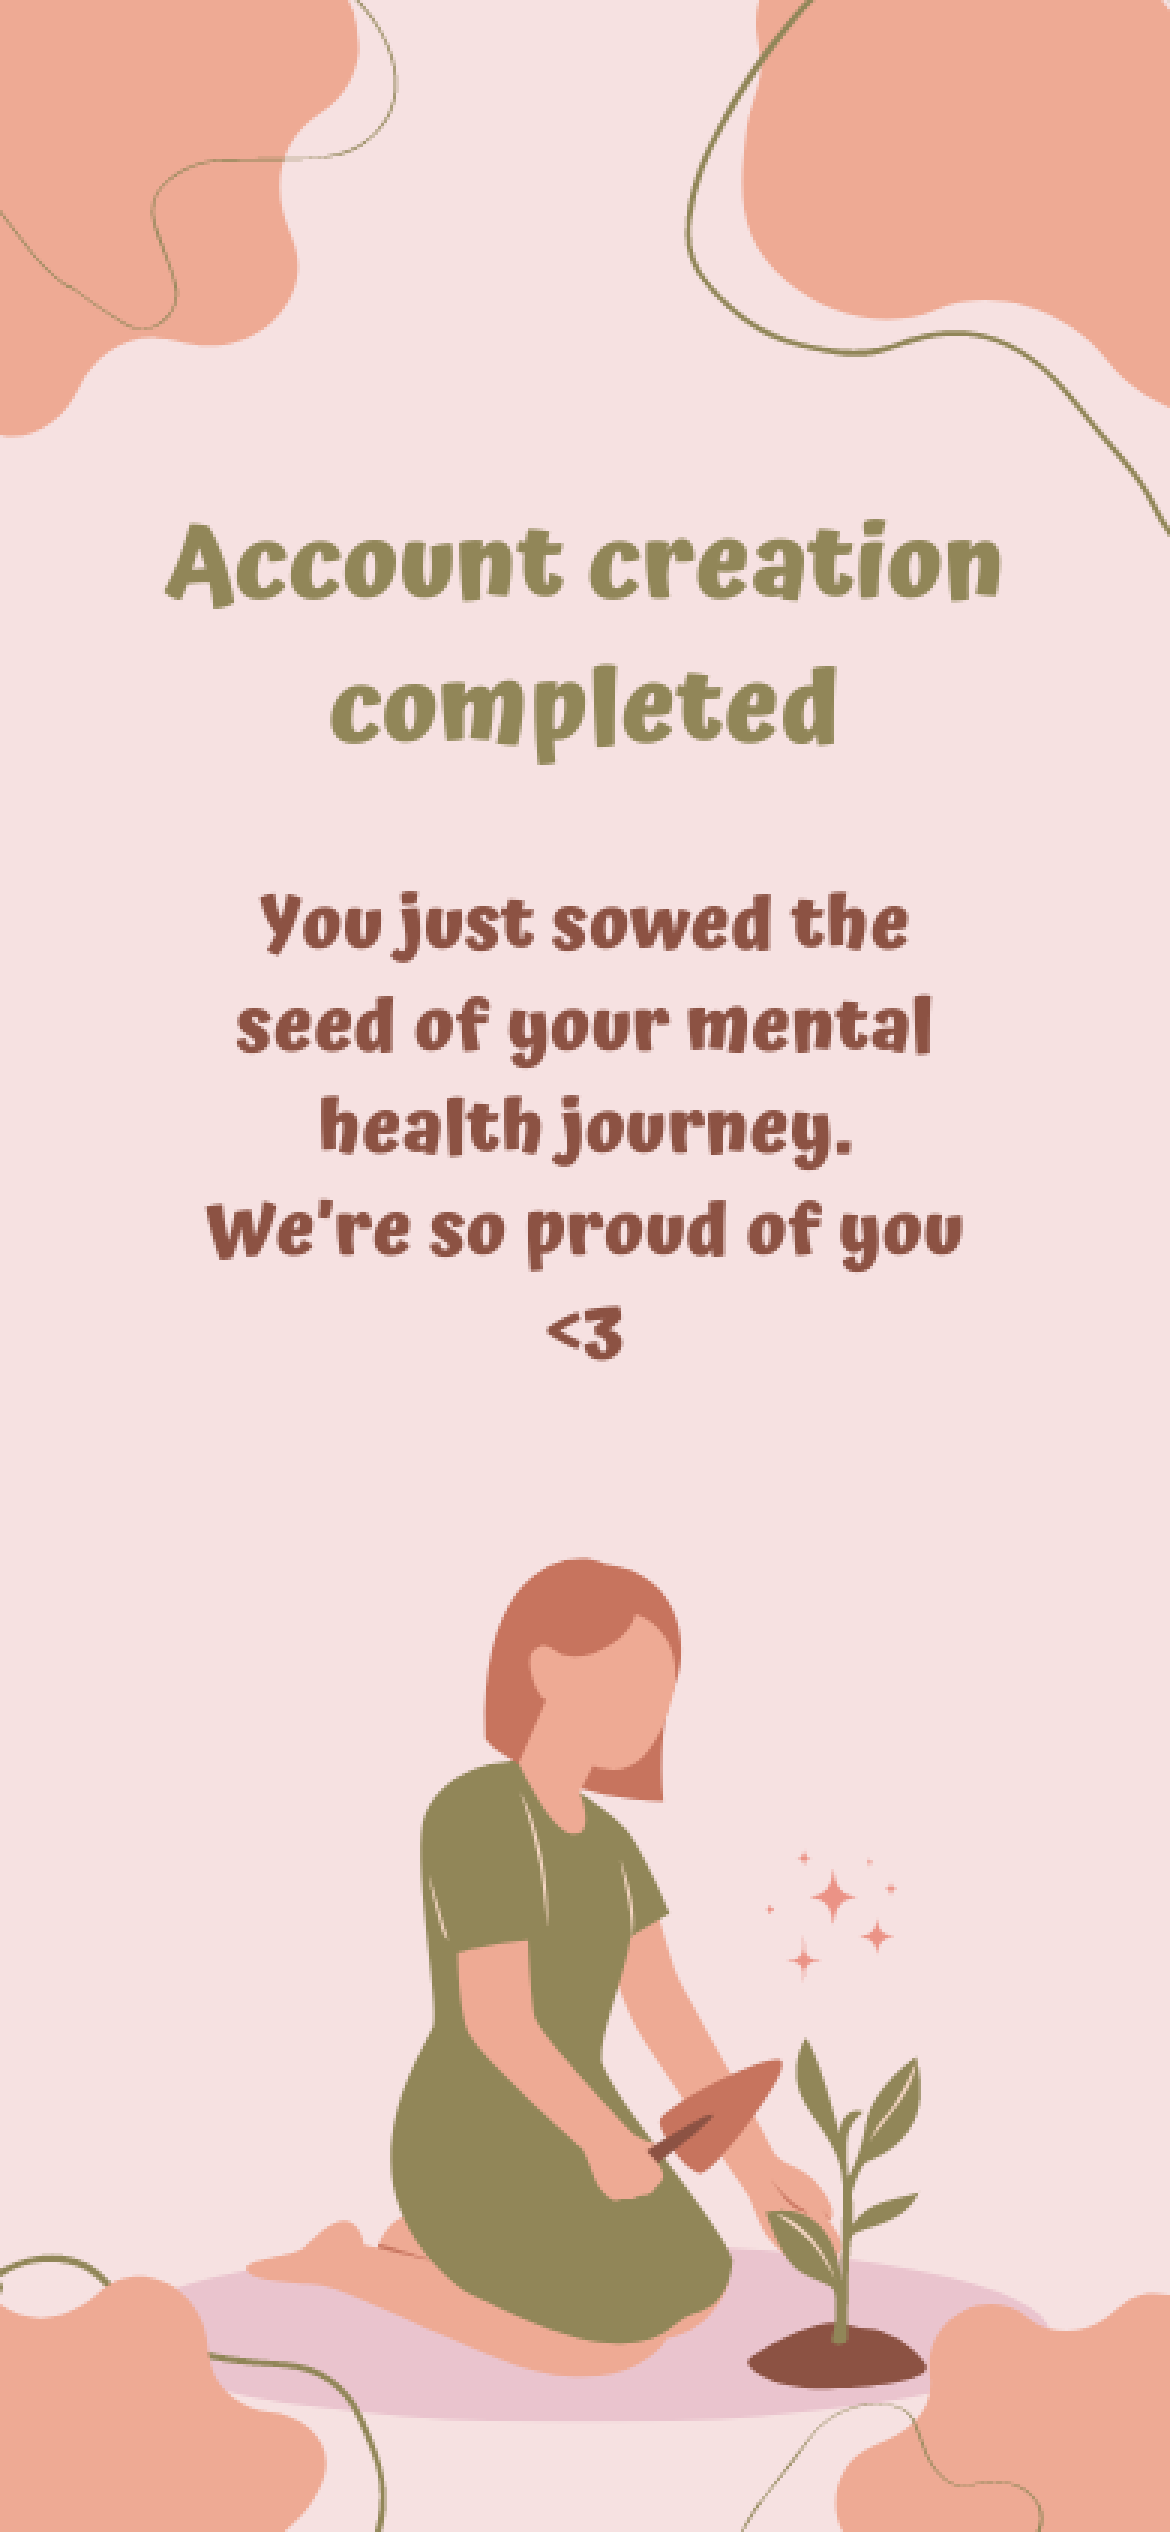 Account creation
completed
You just sowed the
seed of your mental
health journey.
We're so proud of you
<3